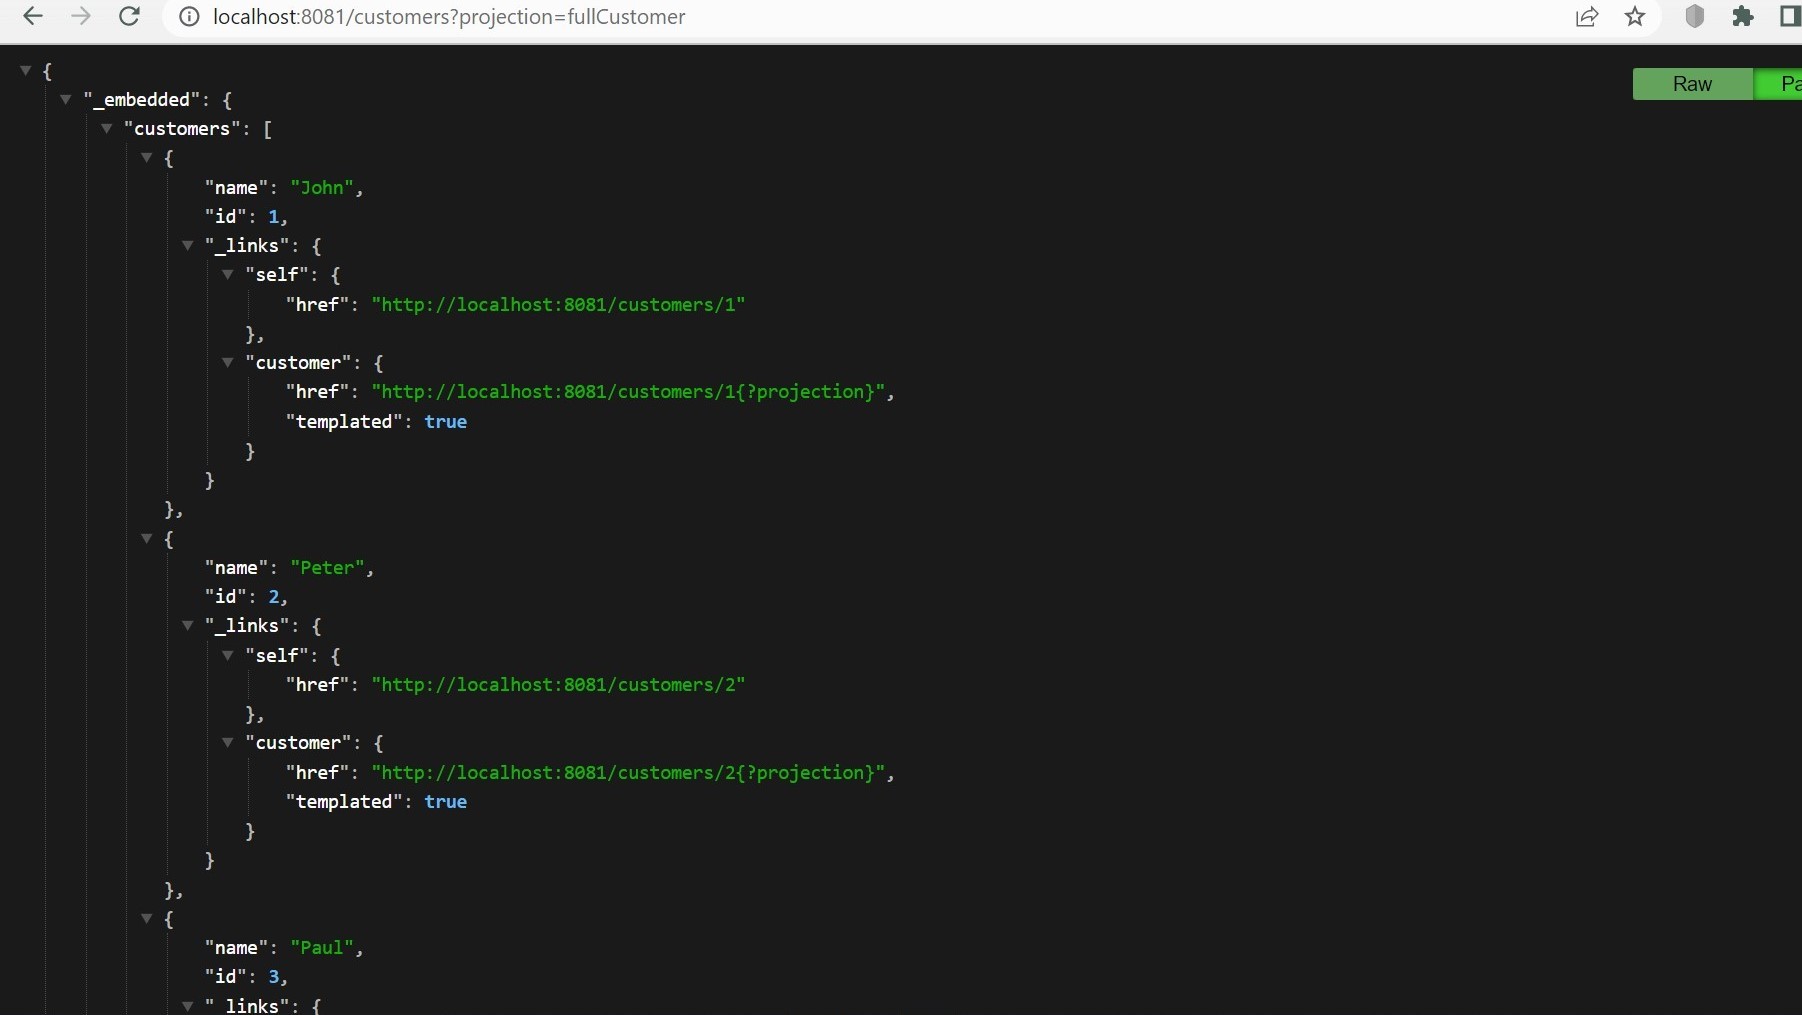 localhost:8081/customers?projection=fullCustomer
{
Raw
"_embedded": {
"customers": [
{
"name": "John",
"id": 1,
"_links": {
"self": {
"href": "http://localhost:8081/customers/1"
},
"customer": {
"href": "http://localhost:8081/customers/1{?projection}",
"templated": true
}
}
},
{
"name": "Peter",
"id": 2,
"_links": {
"self": {
"href": "http://localhost:8081/customers/2"
},
"customer": {
"href": "http://localhost:8081/customers/2{?projection}",
"templated": true
}
}
},
{
"name": "Paul",
"id": 3,
"_links": {